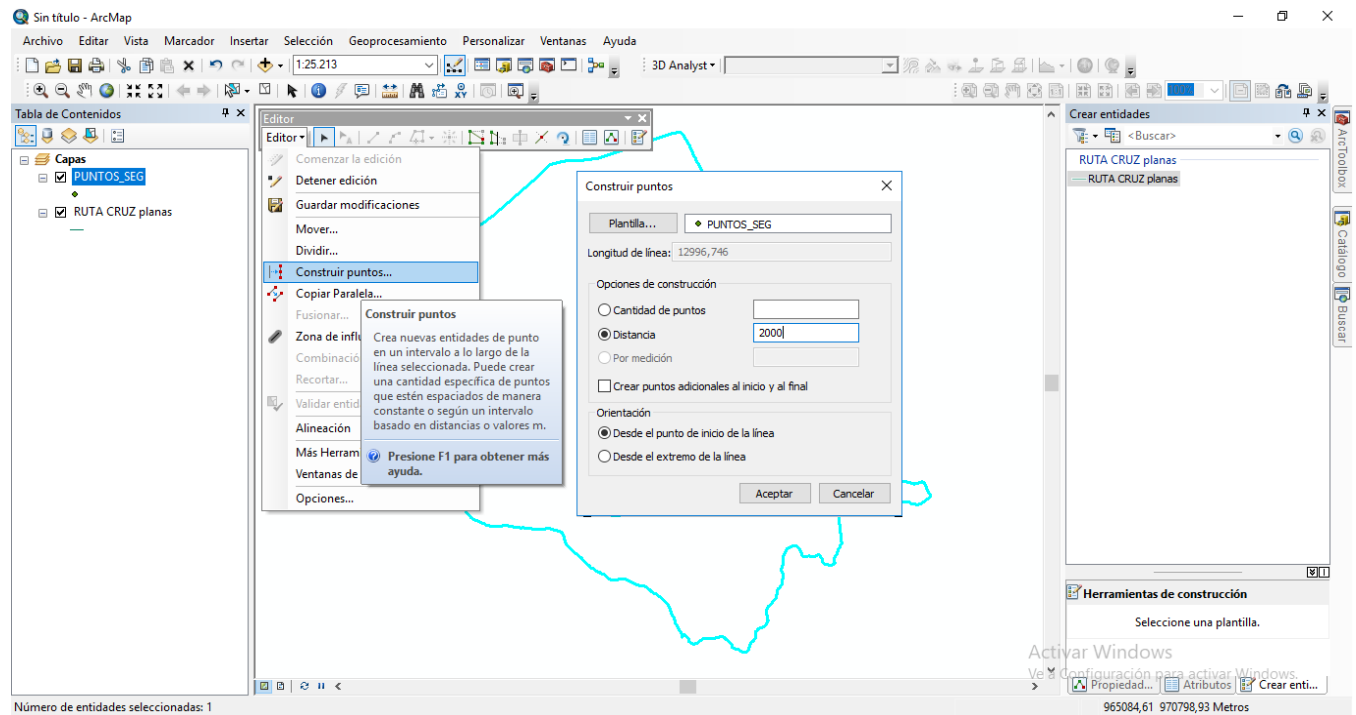 Sin título - ArcMap
Archivo Editar Vista Marcador Insertar Selección Geoprocesamiento Personalizar Ventanas Ayuda
1:25.213
3D Analyst
Tabla de Contenidos
Capas
PUNTOS_SEG
RUTA CRUZ planas
Editor
Editor
Comenzar la edición
Detener edición
Guardar modificaciones
Mover...
Dividir...
Construir puntos...
Copiar Paralela...
Fusionar...
Zona de influ
Combinació
Recortar...
Validar entid
Alineación
Más Herram
Ventanas de
Opciones...
Construir puntos
Crea nuevas entidades de punto
en un intervalo a lo largo de la
línea seleccionada. Puede crear
una cantidad específica de puntos
que estén espaciados de manera
constante o según un intervalo
basado en distancias o valores m.
Presione F1 para obtener más
ayuda.
Construir puntos
Plantilla... PUNTOS_SEG
Longitud de línea: 12996,746
Opciones de construcción
Cantidad de puntos
Distancia 2000
Por medición
Crear puntos adicionales al inicio y al final
Orientación
Desde el punto de inicio de la línea
Desde el extremo de la línea
Aceptar Cancelar
Crear entidades
<Buscar>
RUTA CRUZ planas
RUTA CRUZ planas
Herramientas de construcción
Seleccione una plantilla.
Activar Windows
Ve a Configuración para activar Windows.
Propiedad... Atributos Crear enti...
ArcToolbox
Catálogo
Buscar
Número de entidades seleccionadas: 1
965084,61 970798,93 Metros